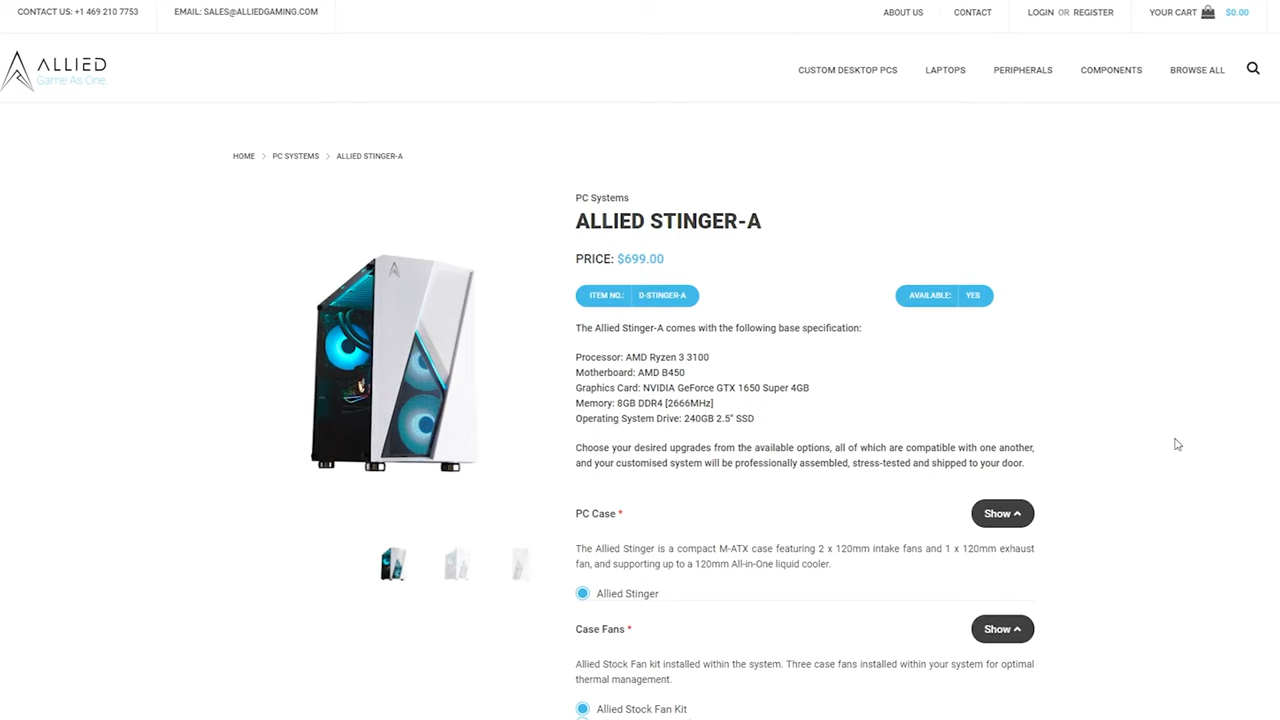 CONTACT US: +1 469 210 7753
EMAIL: SALES@ALLIEDGAMING.COM
ABOUT US
CONTACT
LOGIN OR REGISTER
YOUR CART $0.00
ALLIED
Game As One
CUSTOM DESKTOP PCS
LAPTOPS
PERIPHERALS
COMPONENTS
BROWSE ALL
HOME > PC SYSTEMS > ALLIED STINGER-A
PC Systems
ALLIED STINGER-A
PRICE: $699.00
ITEM NO.: D-STINGER-A
AVAILABLE: YES
The Allied Stinger-A comes with the following base specification:
Processor: AMD Ryzen 3 3100
Motherboard: AMD B450
Graphics Card: NVIDIA GeForce GTX 1650 Super 4GB
Memory: 8GB DDR4 [2666MHz]
Operating System Drive: 240GB 2.5" SSD
Choose your desired upgrades from the available options, all of which are compatible with one another,
and your customised system will be professionally assembled, stress-tested and shipped to your door.
PC Case *
Show
The Allied Stinger is a compact M-ATX case featuring 2 x 120mm intake fans and 1 x 120mm exhaust
fan, and supporting up to a 120mm All-in-One liquid cooler.
Allied Stinger
Case Fans *
Show
Allied Stock Fan kit installed within the system. Three case fans installed within your system for optimal
thermal management.
Allied Stock Fan Kit